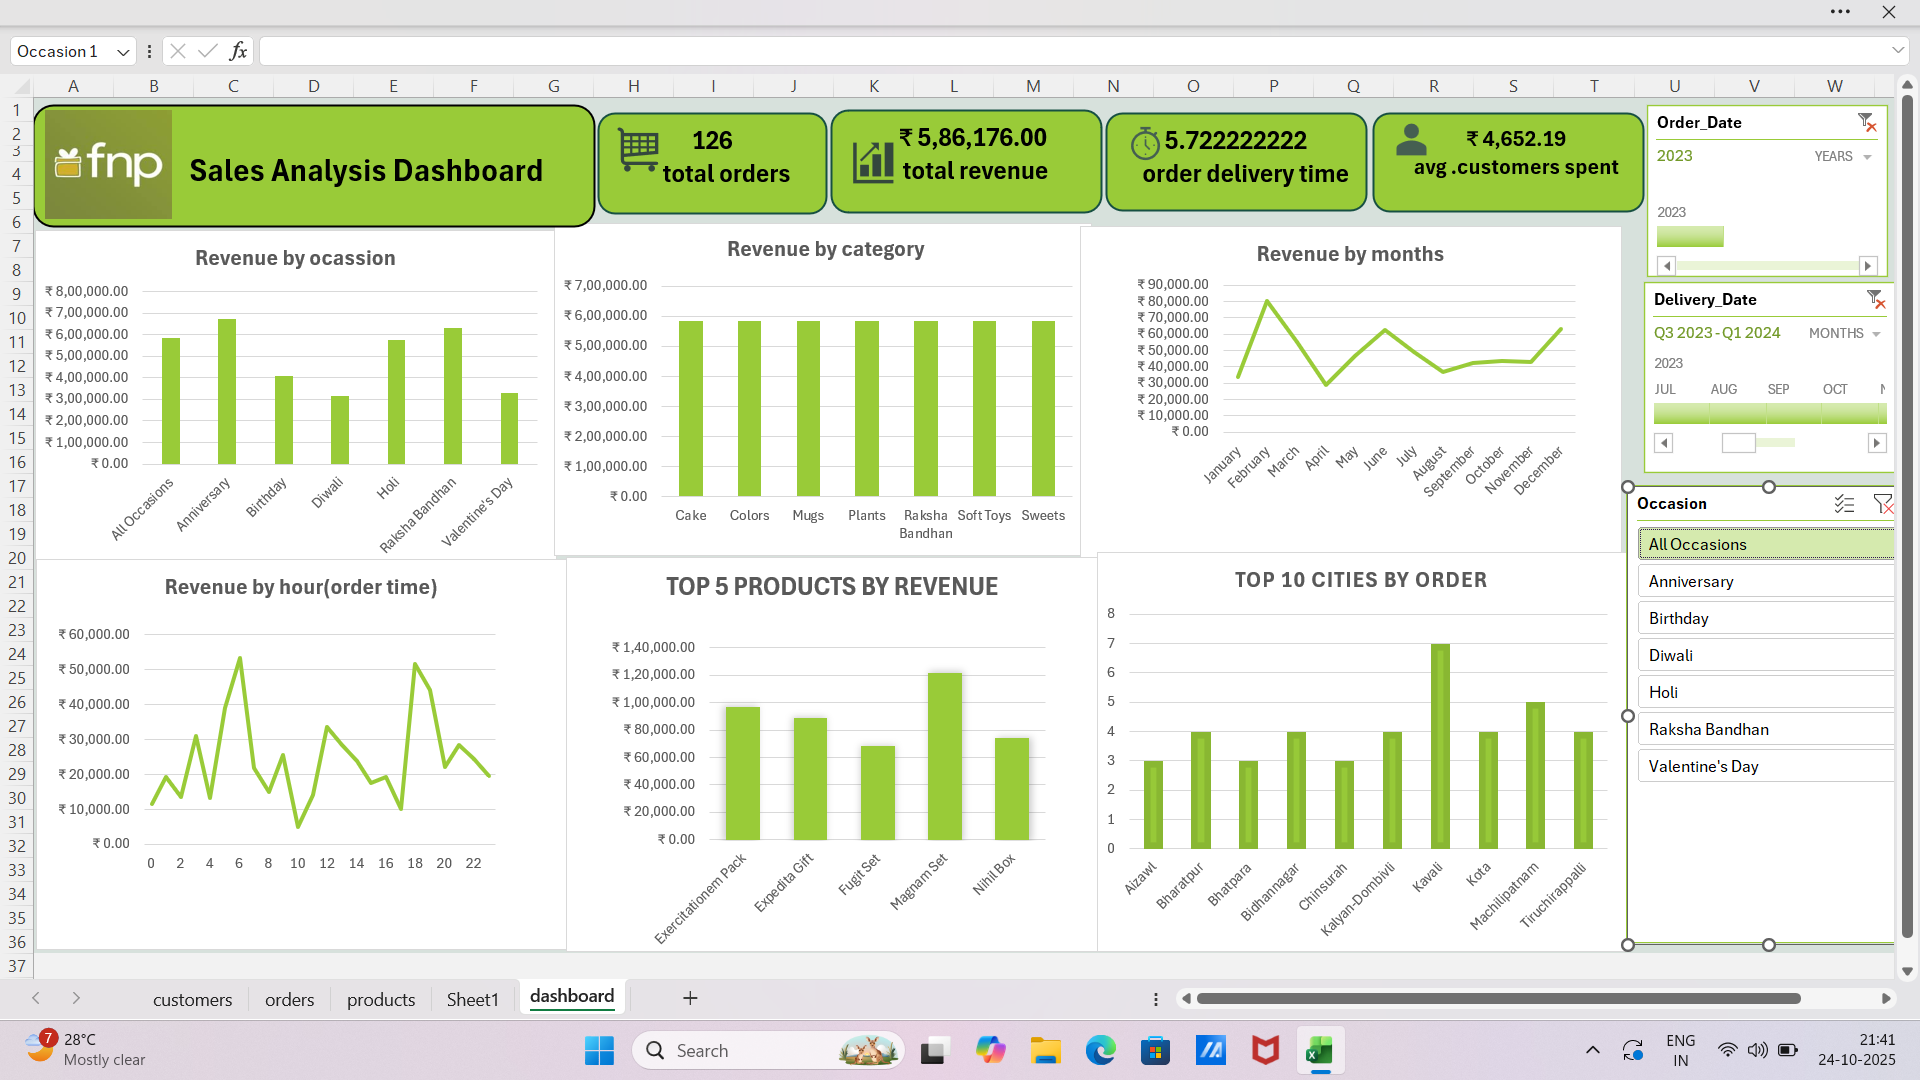 Occasion 1
fx
A B C D E F G H I J K L M N O P Q R S T U V W
1
2
3
4
5
6
7
8
9
10
11
12
13
14
15
16
17
18
19
20
21
22
23
24
25
26
27
28
29
30
31
32
33
34
35
36
37
fnp
Sales Analysis Dashboard
126
total orders
₹ 5,86,176.00
total revenue
5.722222222
order delivery time
₹ 4,652.19
avg .customers spent
Order_Date
2023 YEARS
2023
Delivery_Date
Q3 2023 - Q1 2024 MONTHS
2023
JUL AUG SEP OCT
Occasion
All Occasions
Anniversary
Birthday
Diwali
Holi
Raksha Bandhan
Valentine's Day
Revenue by ocassion
₹ 8,00,000.00
₹ 7,00,000.00
₹ 6,00,000.00
₹ 5,00,000.00
₹ 4,00,000.00
₹ 3,00,000.00
₹ 2,00,000.00
₹ 1,00,000.00
₹ 0.00
All Occasions
Anniversary
Birthday
Diwali
Holi
Raksha Bandhan
Valentine's Day
Revenue by category
₹ 7,00,000.00
₹ 6,00,000.00
₹ 5,00,000.00
₹ 4,00,000.00
₹ 3,00,000.00
₹ 2,00,000.00
₹ 1,00,000.00
₹ 0.00
Cake Colors Mugs Plants Raksha Soft Toys Sweets
Bandhan
Revenue by months
₹ 90,000.00
₹ 80,000.00
₹ 70,000.00
₹ 60,000.00
₹ 50,000.00
₹ 40,000.00
₹ 30,000.00
₹ 20,000.00
₹ 10,000.00
₹ 0.00
January
February
March
April
May
June
July
August
September
October
November
December
Revenue by hour(order time)
₹ 60,000.00
₹ 50,000.00
₹ 40,000.00
₹ 30,000.00
₹ 20,000.00
₹ 10,000.00
₹ 0.00
0 2 4 6 8 10 12 14 16 18 20 22
TOP 5 PRODUCTS BY REVENUE
₹ 1,40,000.00
₹ 1,20,000.00
₹ 1,00,000.00
₹ 80,000.00
₹ 60,000.00
₹ 40,000.00
₹ 20,000.00
₹ 0.00
Exercitationem Pack
Expedita Gift
Fugit Set
Magnam Set
Nihil Box
TOP 10 CITIES BY ORDER
8
7
6
5
4
3
2
1
0
Aizawl
Bharatpur
Bhatpara
Bidhannagar
Chinsurah
Kalyan-Dombivli
Kavali
Kota
Machilipatnam
Tiruchirappalli
customers orders products Sheet1 dashboard
7
28°C
Mostly clear
Search
ENG
IN
21:41
24-10-2025